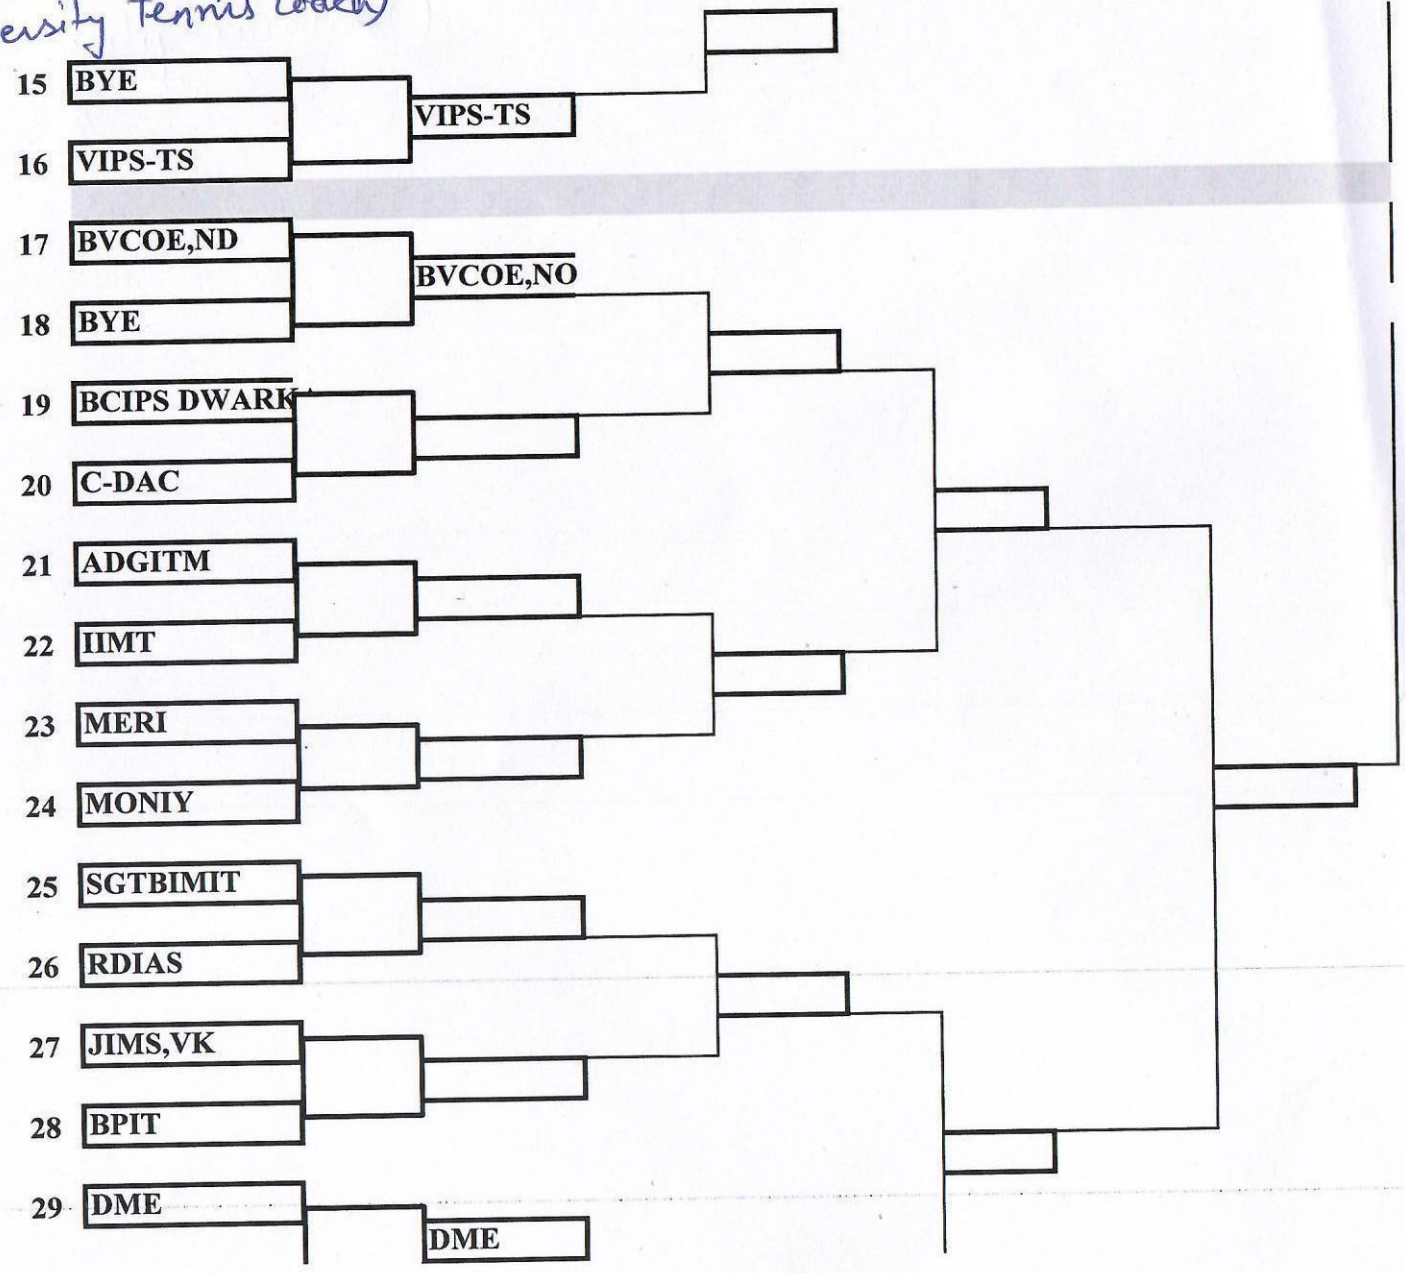 ersity Tennis Coach)
15 BYE
VIPS-TS
16 VIPS-TS
17 BVCOE,ND
BVCOE,NO
18 BYE
19 BCIPS DWARK
20 C-DAC
21 ADGITM
22 IIMT
23 MERI
24 MONIY
25 SGTBIMIT
26 RDIAS
27 JIMS,VK
28 BPIT
29 DME
DME